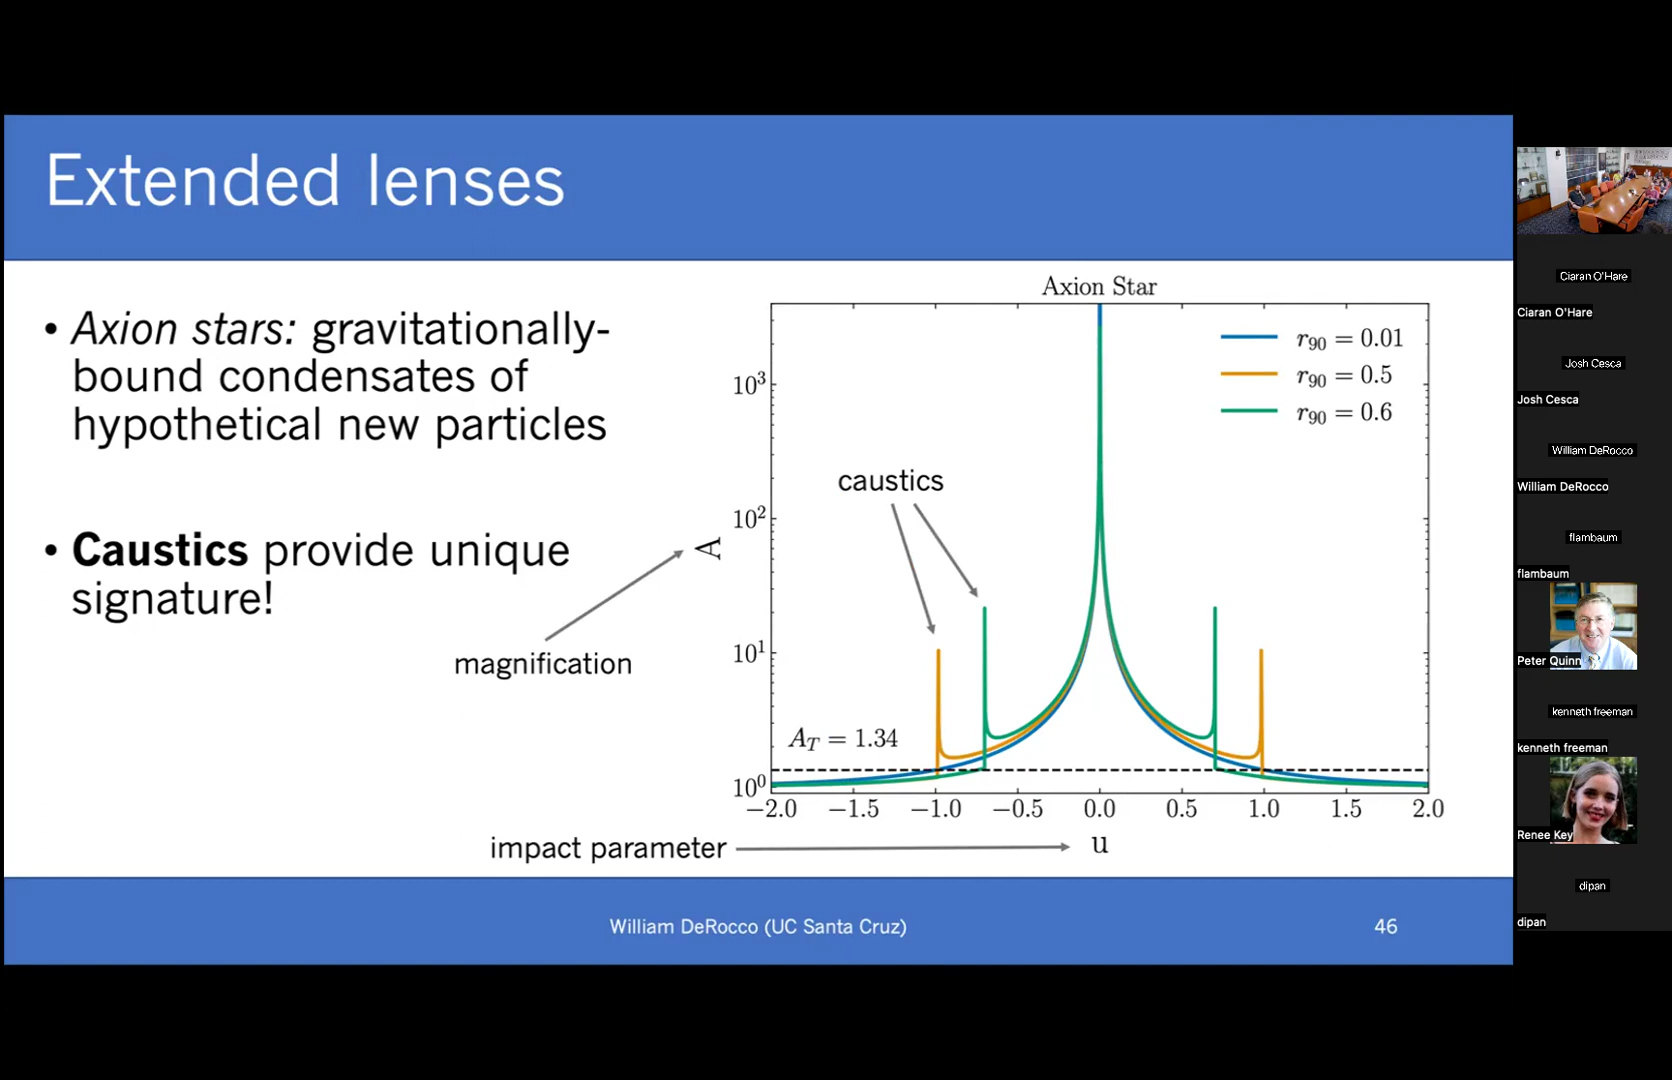 Extended lenses
• Axion stars: gravitationally-
bound condensates of
hypothetical new particles
• Caustics provide unique
signature!
magnification
impact parameter
Axion Star
r90 = 0.01
r90 = 0.5
r90 = 0.6
caustics
A
10³
10²
10¹
10⁰
A_T = 1.34
−2.0 −1.5 −1.0 −0.5 0.0 0.5 1.0 1.5 2.0
u
William DeRocco (UC Santa Cruz)
46
Ciaran O'Hare
Ciaran O'Hare
Josh Cesca
Josh Cesca
William DeRocco
William DeRocco
flambaum
flambaum
Peter Quinn
kenneth freeman
kenneth freeman
Renee Key
dipan
dipan